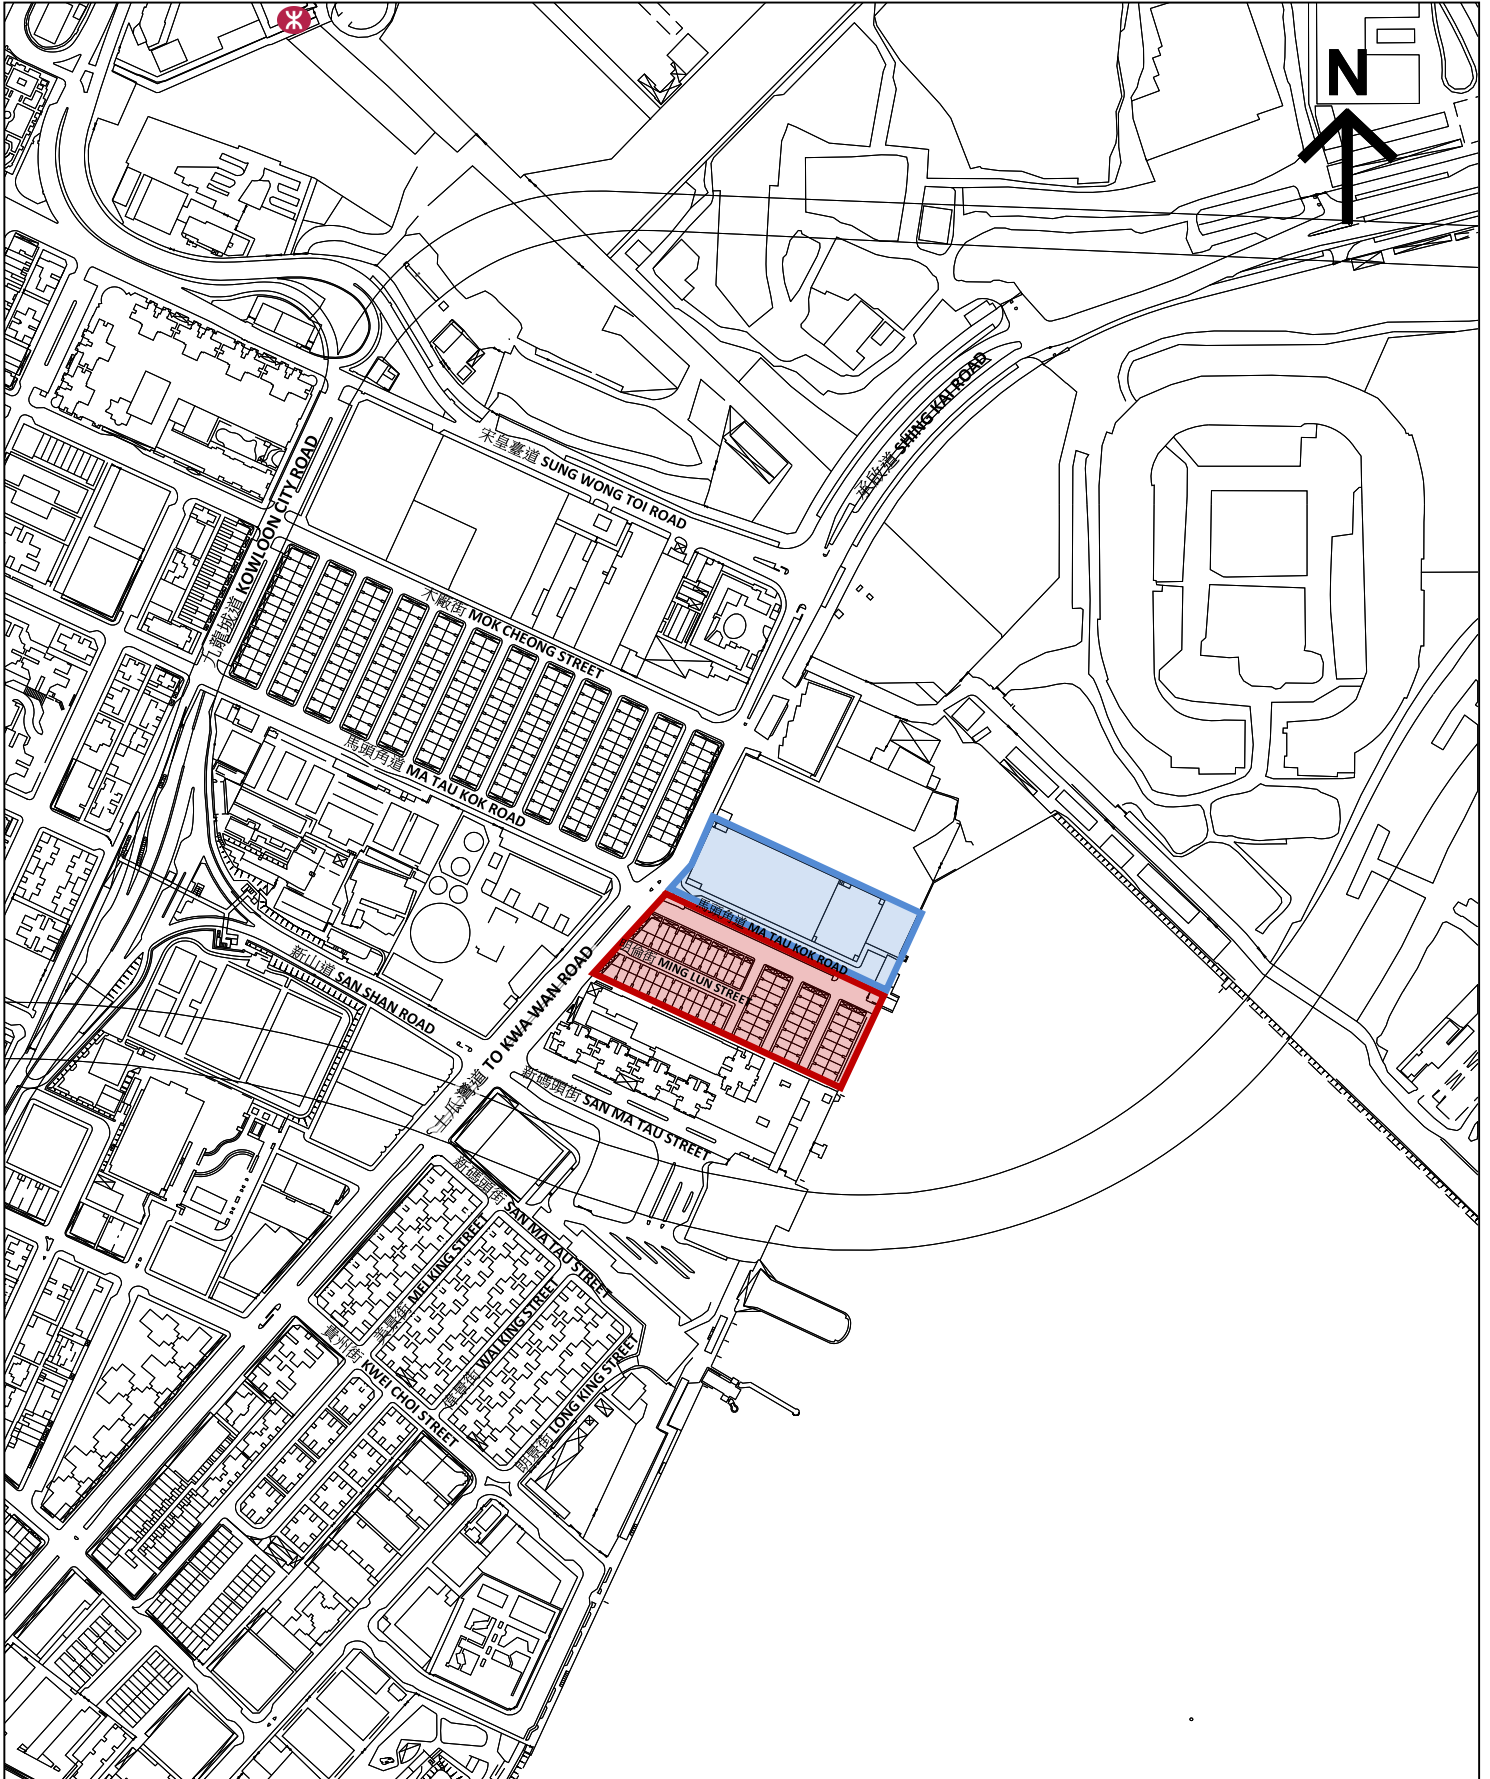 N
承啟道 SHING KAI ROAD
宋皇臺道 SUNG WONG TOI ROAD
九龍城道 KOWLOON CITY ROAD
木廠街 MOK CHEONG STREET
馬頭角道 MA TAU KOK ROAD
馬頭角道 MA TAU KOK ROAD
明倫街 MING LUN STREET
新山道 SAN SHAN ROAD
土瓜灣道 TO KWA WAN ROAD
新碼頭街 SAN MA TAU STREET
新碼頭街 SAN MA TAU STREET
美景街 MEI KING STREET
偉景街 WAI KING STREET
貴州街 KWEI CHOI STREET
朗景街 LONG KING STREET